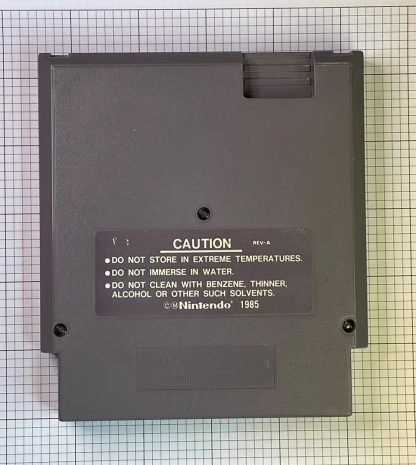 CAUTION REV-A
●DO NOT STORE IN EXTREME TEMPERATURES.
●DO NOT IMMERSE IN WATER.
●DO NOT CLEAN WITH BENZENE, THINNER,
ALCOHOL OR OTHER SUCH SOLVENTS.
©ⓂNintendo® 1985